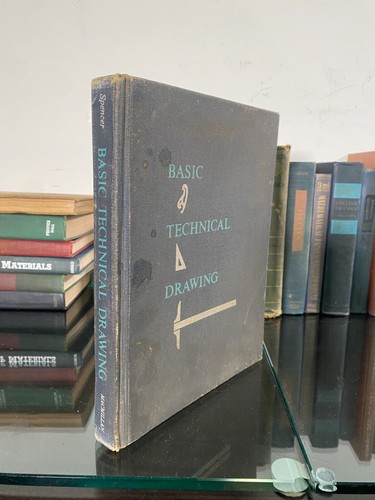 Spencer
BASIC TECHNICAL DRAWING
MACMILLAN
BASIC
TECHNICAL
DRAWING
MATERIALS